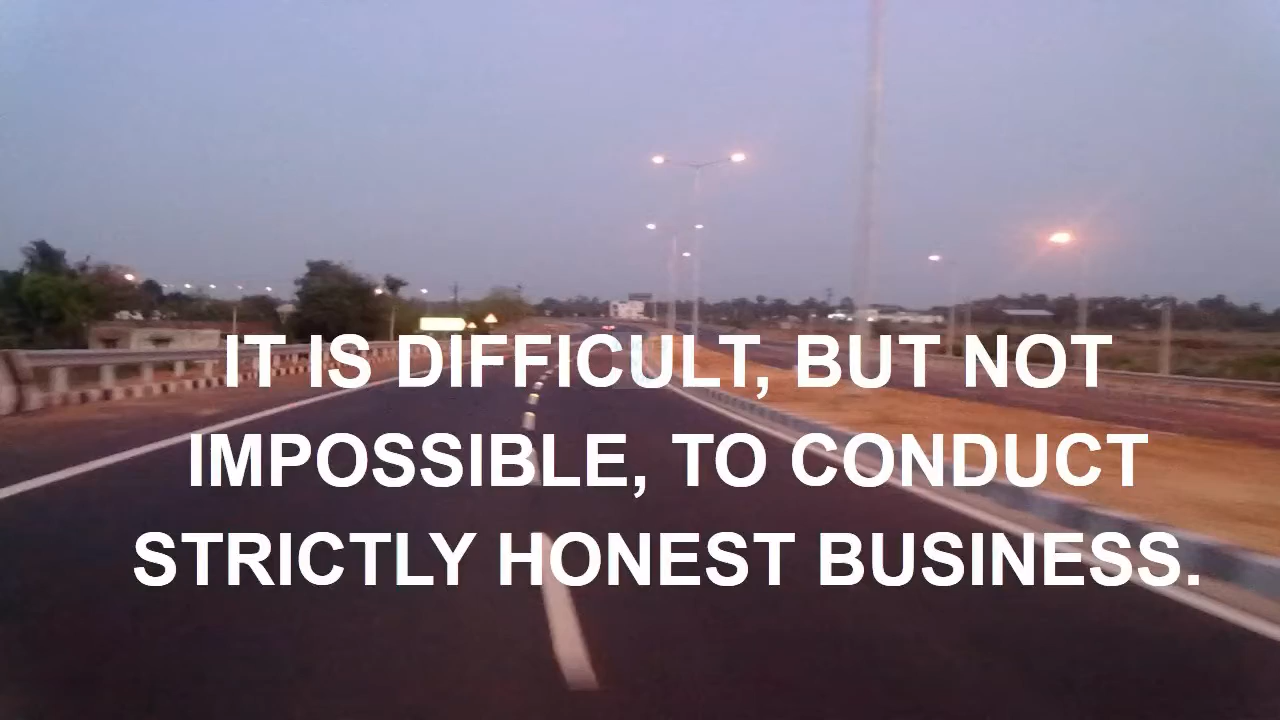 IT IS DIFFICULT, BUT NOT
IMPOSSIBLE, TO CONDUCT
STRICTLY HONEST BUSINESS.